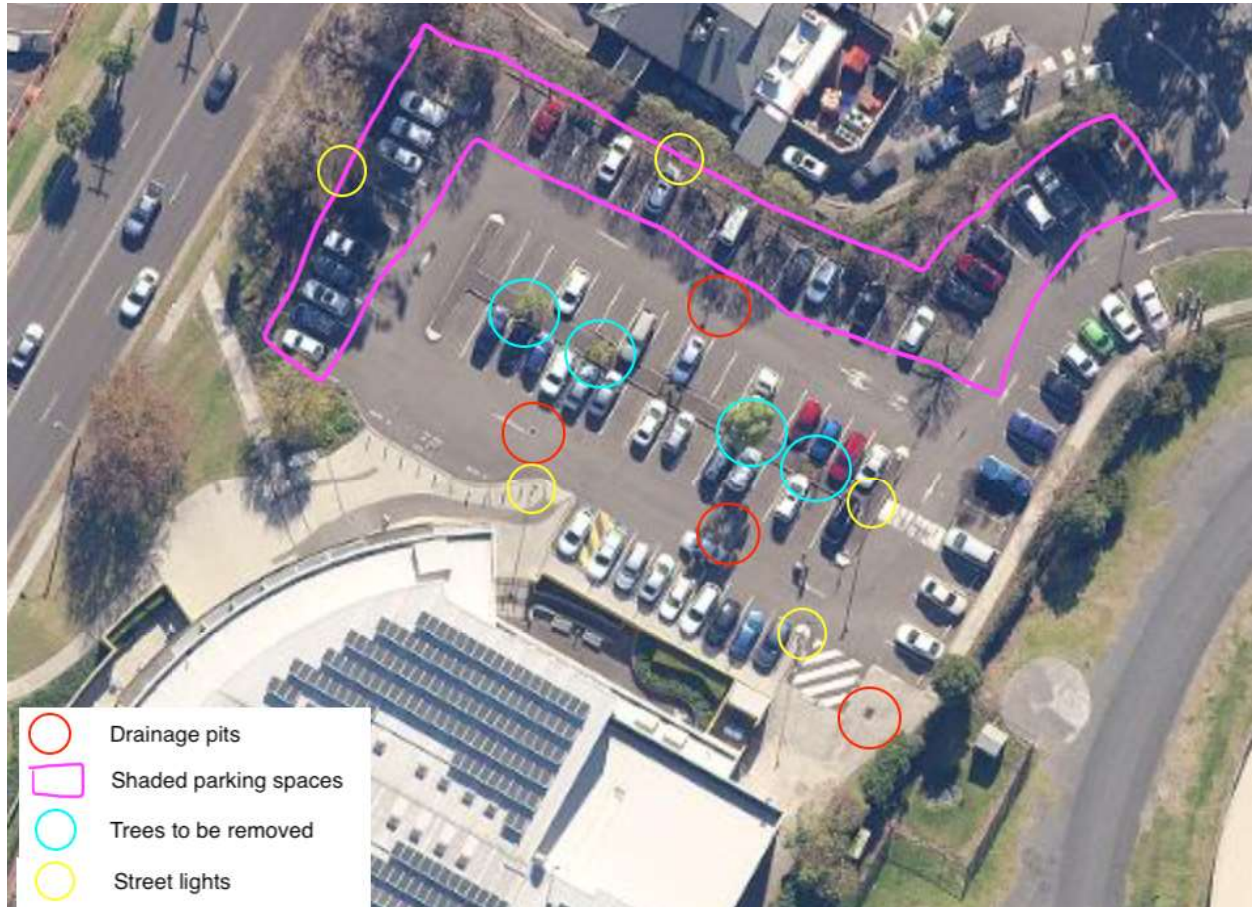 Drainage pits
Shaded parking spaces
Trees to be removed
Street lights